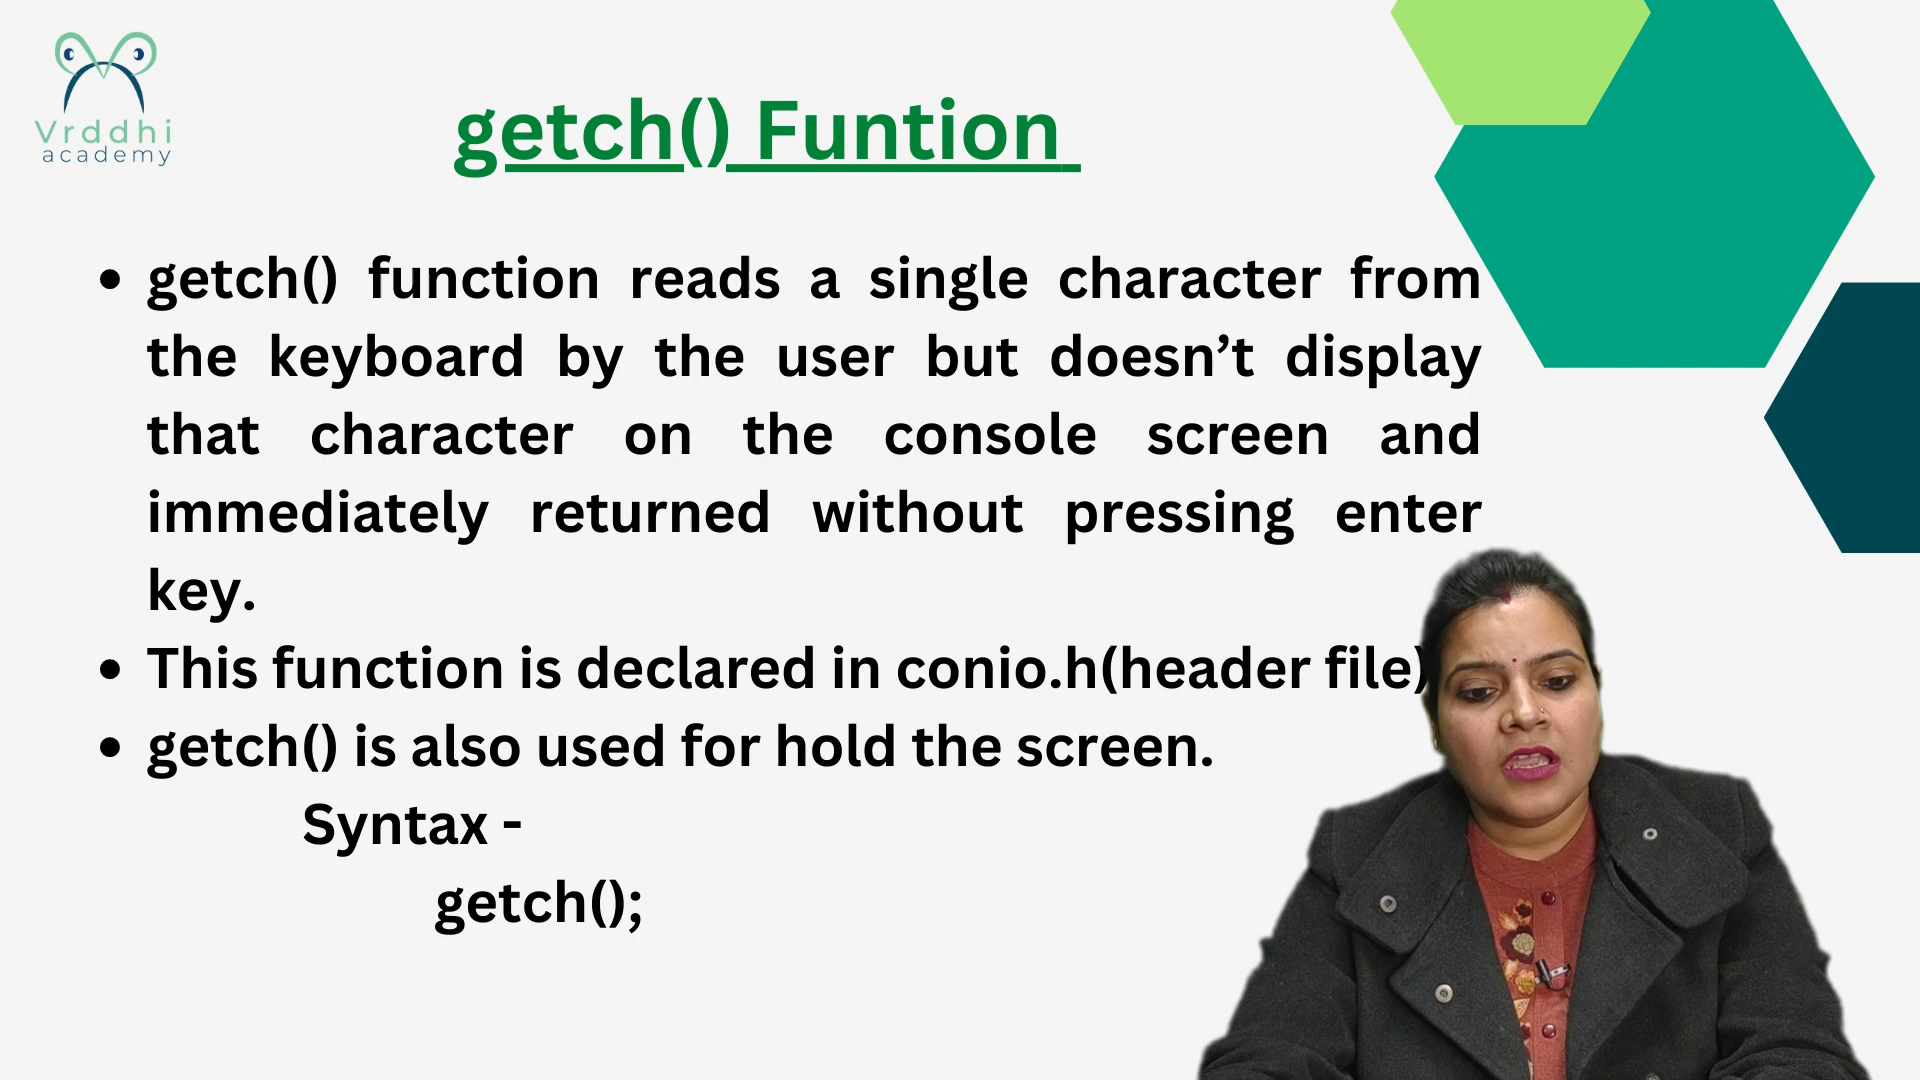 Vrddhi
academy
getch() Funtion
• getch() function reads a single character from
the keyboard by the user but doesn’t display
that character on the console screen and
immediately returned without pressing enter
key.
• This function is declared in conio.h(header file)
• getch() is also used for hold the screen.
Syntax -
getch();